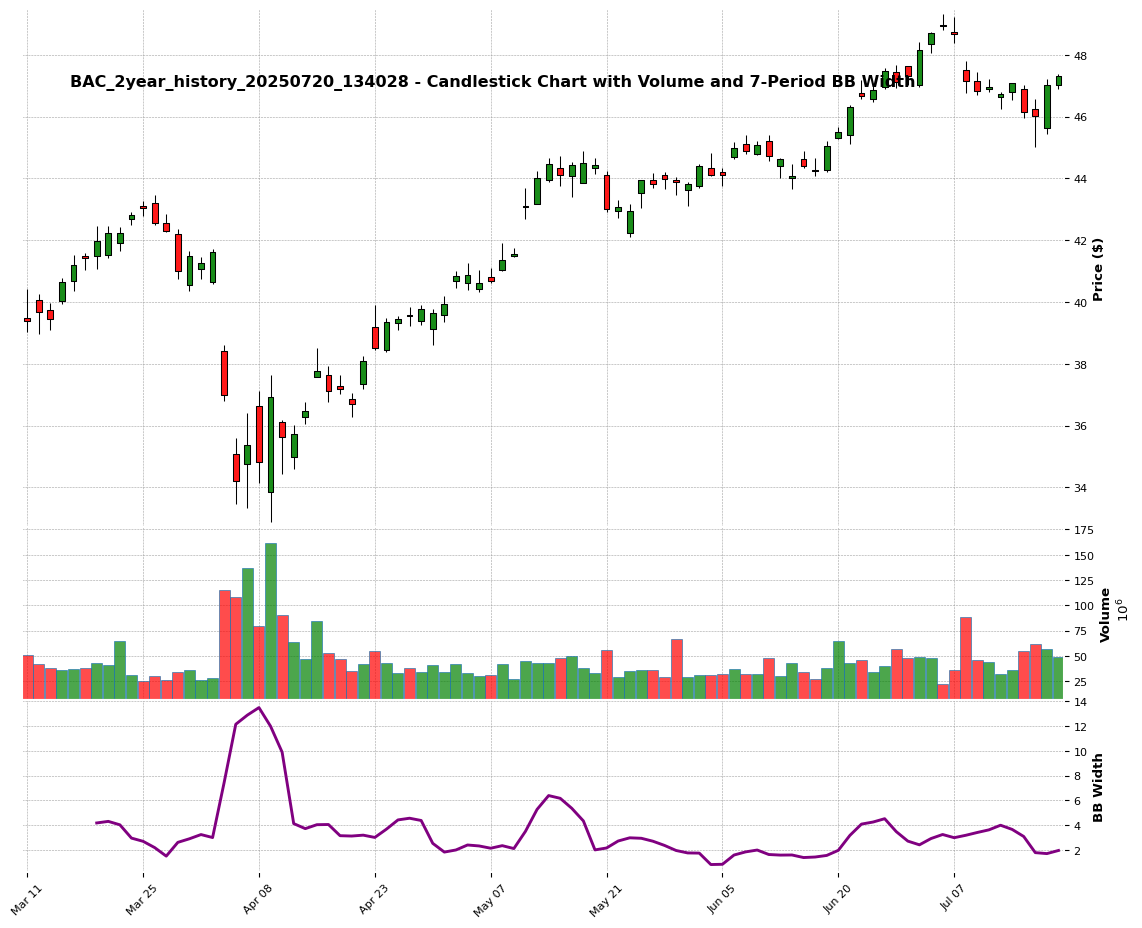 BAC_2year_history_20250720_134028 - Candlestick Chart with Volume and 7-Period BB Width
48
46
44
42
40
38
36
34
Price ($)
175
150
125
100
75
50
25
Volume
10^6
14
12
10
8
6
4
2
BB Width
Mar 11
Mar 25
Apr 08
Apr 23
May 07
May 21
Jun 05
Jun 20
Jul 07